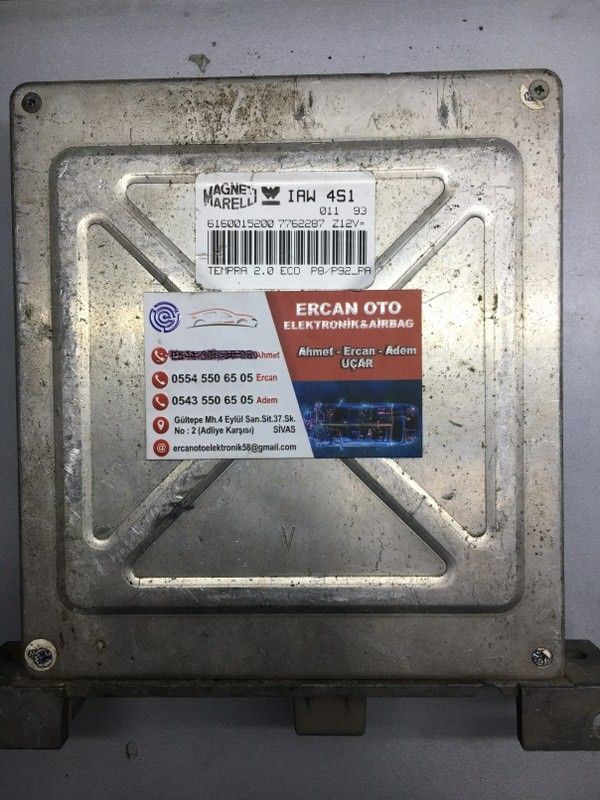 MAGNETI
MARELLI
IAW 4S1
011 93
6160015200 7762287 Z12V=
TEMPRA 2.0 ECO P8/P92_PA
ERCAN OTO
ELEKTRONİK&AİRBAG
Ahmet - Ercan - Adem
UÇAR
Ahmet
0554 550 65 05 Ercan
0543 550 65 05 Adem
Gültepe Mh.4 Eylül San.Sit.37.Sk.
No : 2 (Adliye Karşısı) SİVAS
ercanotoelektronik58@gmail.com
V